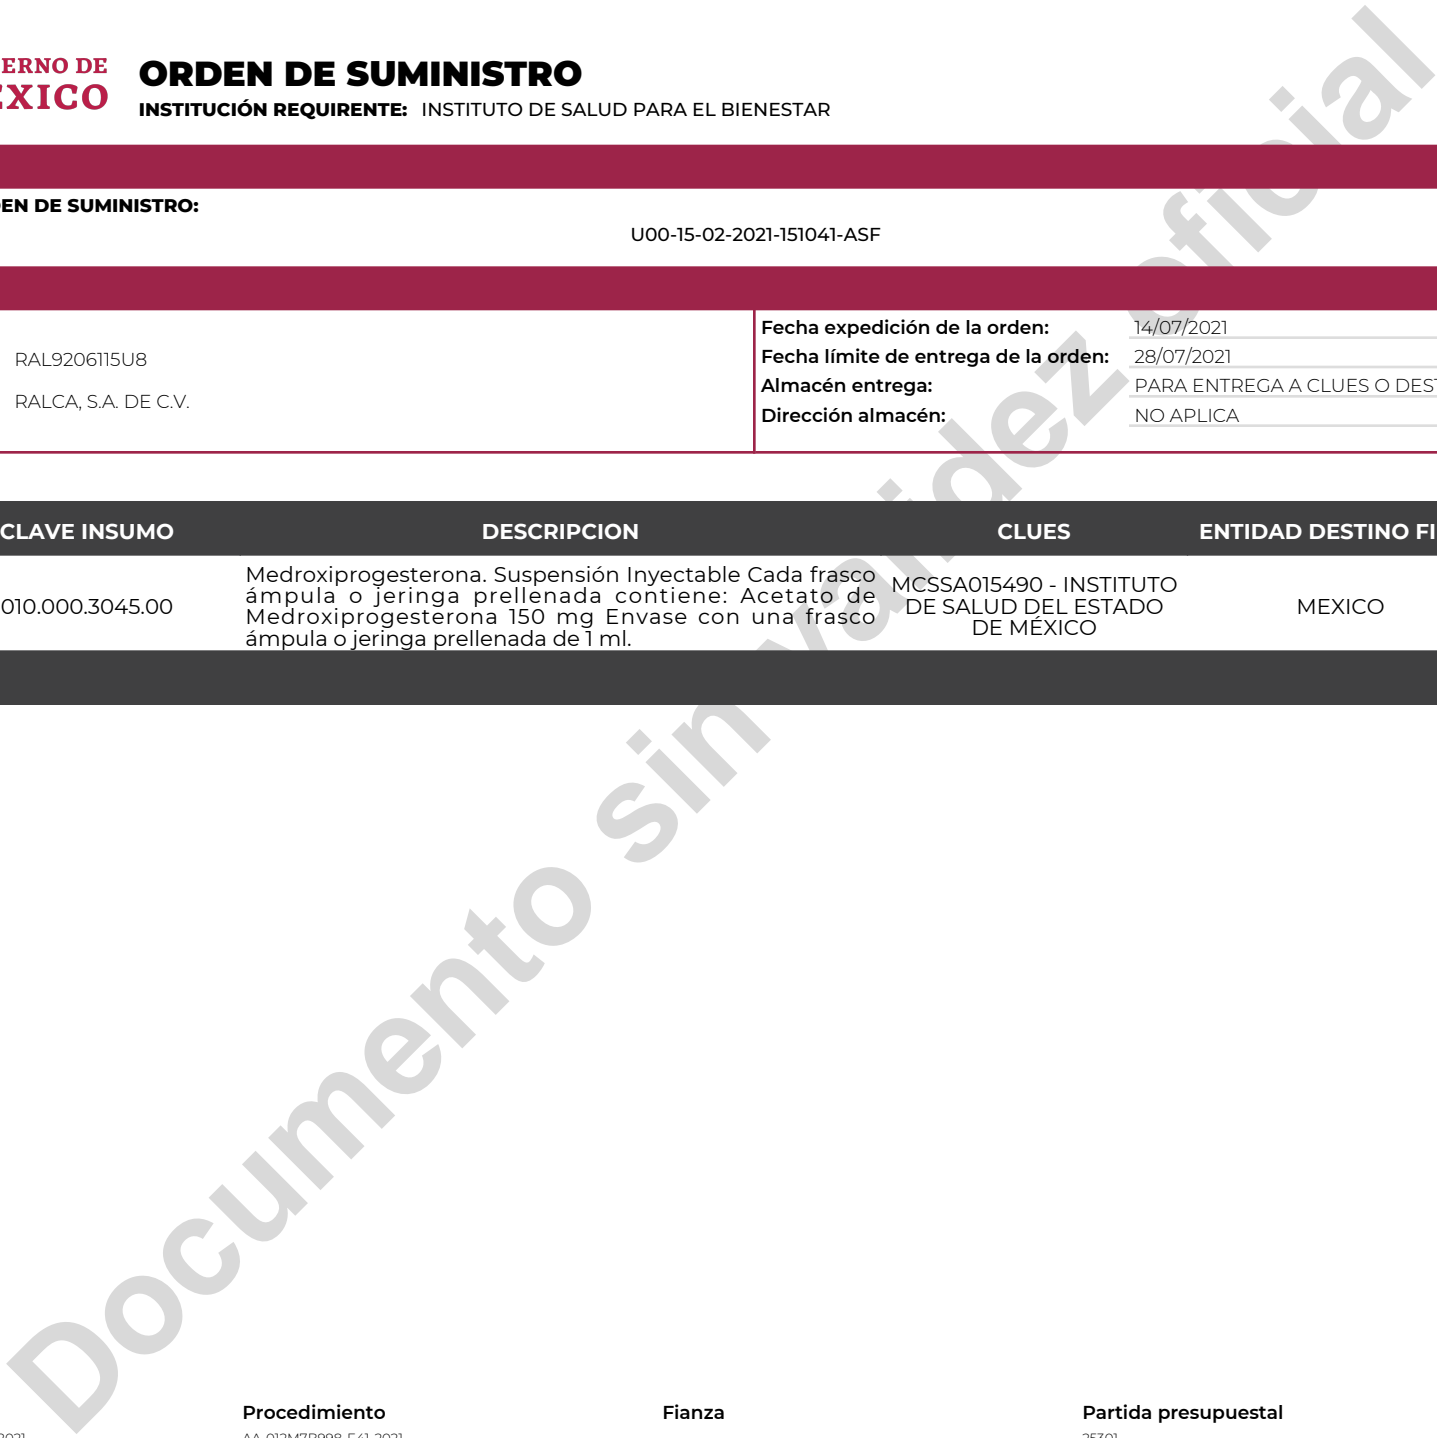 ERNO DE
EXICO
ORDEN DE SUMINISTRO
INSTITUCIÓN REQUIRENTE: INSTITUTO DE SALUD PARA EL BIENESTAR
EN DE SUMINISTRO:
U00-15-02-2021-151041-ASF
RAL9206115U8
RALCA, S.A. DE C.V.
Fecha expedición de la orden: 14/07/2021
Fecha límite de entrega de la orden: 28/07/2021
Almacén entrega: PARA ENTREGA A CLUES O DEST
Dirección almacén: NO APLICA
CLAVE INSUMO DESCRIPCION CLUES ENTIDAD DESTINO FI
010.000.3045.00
Medroxiprogesterona. Suspensión Inyectable Cada frasco
ámpula o jeringa prellenada contiene: Acetato de
Medroxiprogesterona 150 mg Envase con una frasco
ámpula o jeringa prellenada de 1 ml.
MCSSA015490 - INSTITUTO
DE SALUD DEL ESTADO
DE MÉXICO
MEXICO
Documento sin validez oficial
Procedimiento Fianza Partida presupuestal